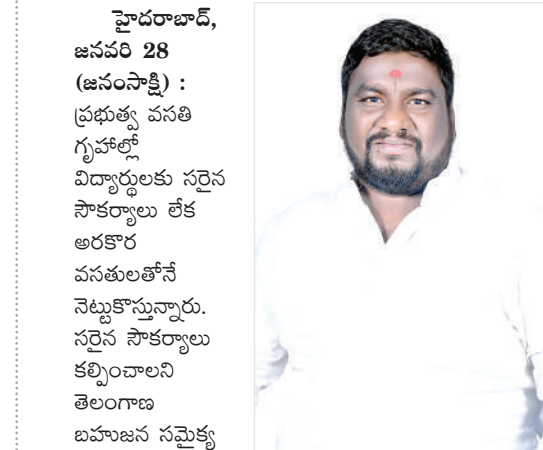 హైదరాబాద్,
జనవరి 28
(జనంసాక్షి) :
ప్రభుత్వ వసతి
గృహాల్లో
విద్యార్థులకు సరైన
సౌకర్యాలు లేక
అరకొర
వసతులతోనే
నెట్టుకొస్తున్నారు.
సరైన సౌకర్యాలు
కల్పించాలని
తెలంగాణ
బహుజన సమైక్య